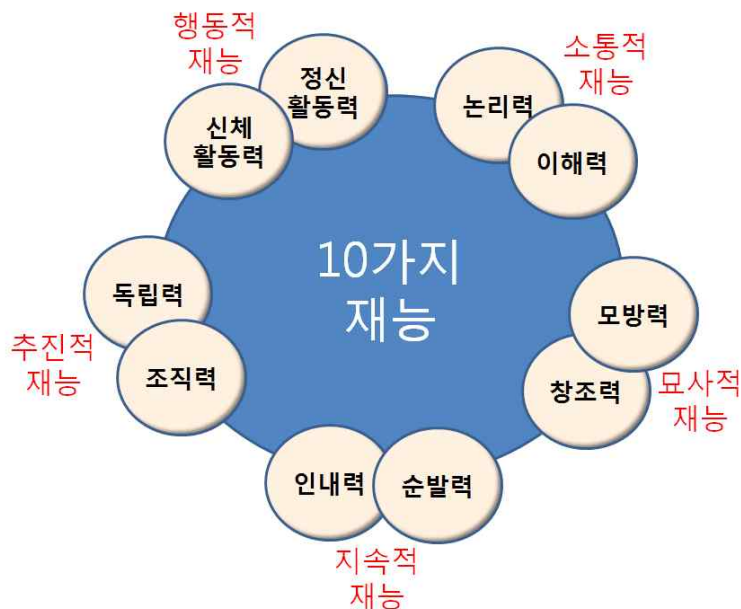 행동적
재능
정신
활동력
신체
활동력
소통적
재능
논리력
이해력
10가지
재능
독립력
조직력
추진적
재능
모방력
창조력
묘사적
재능
인내력
순발력
지속적
재능